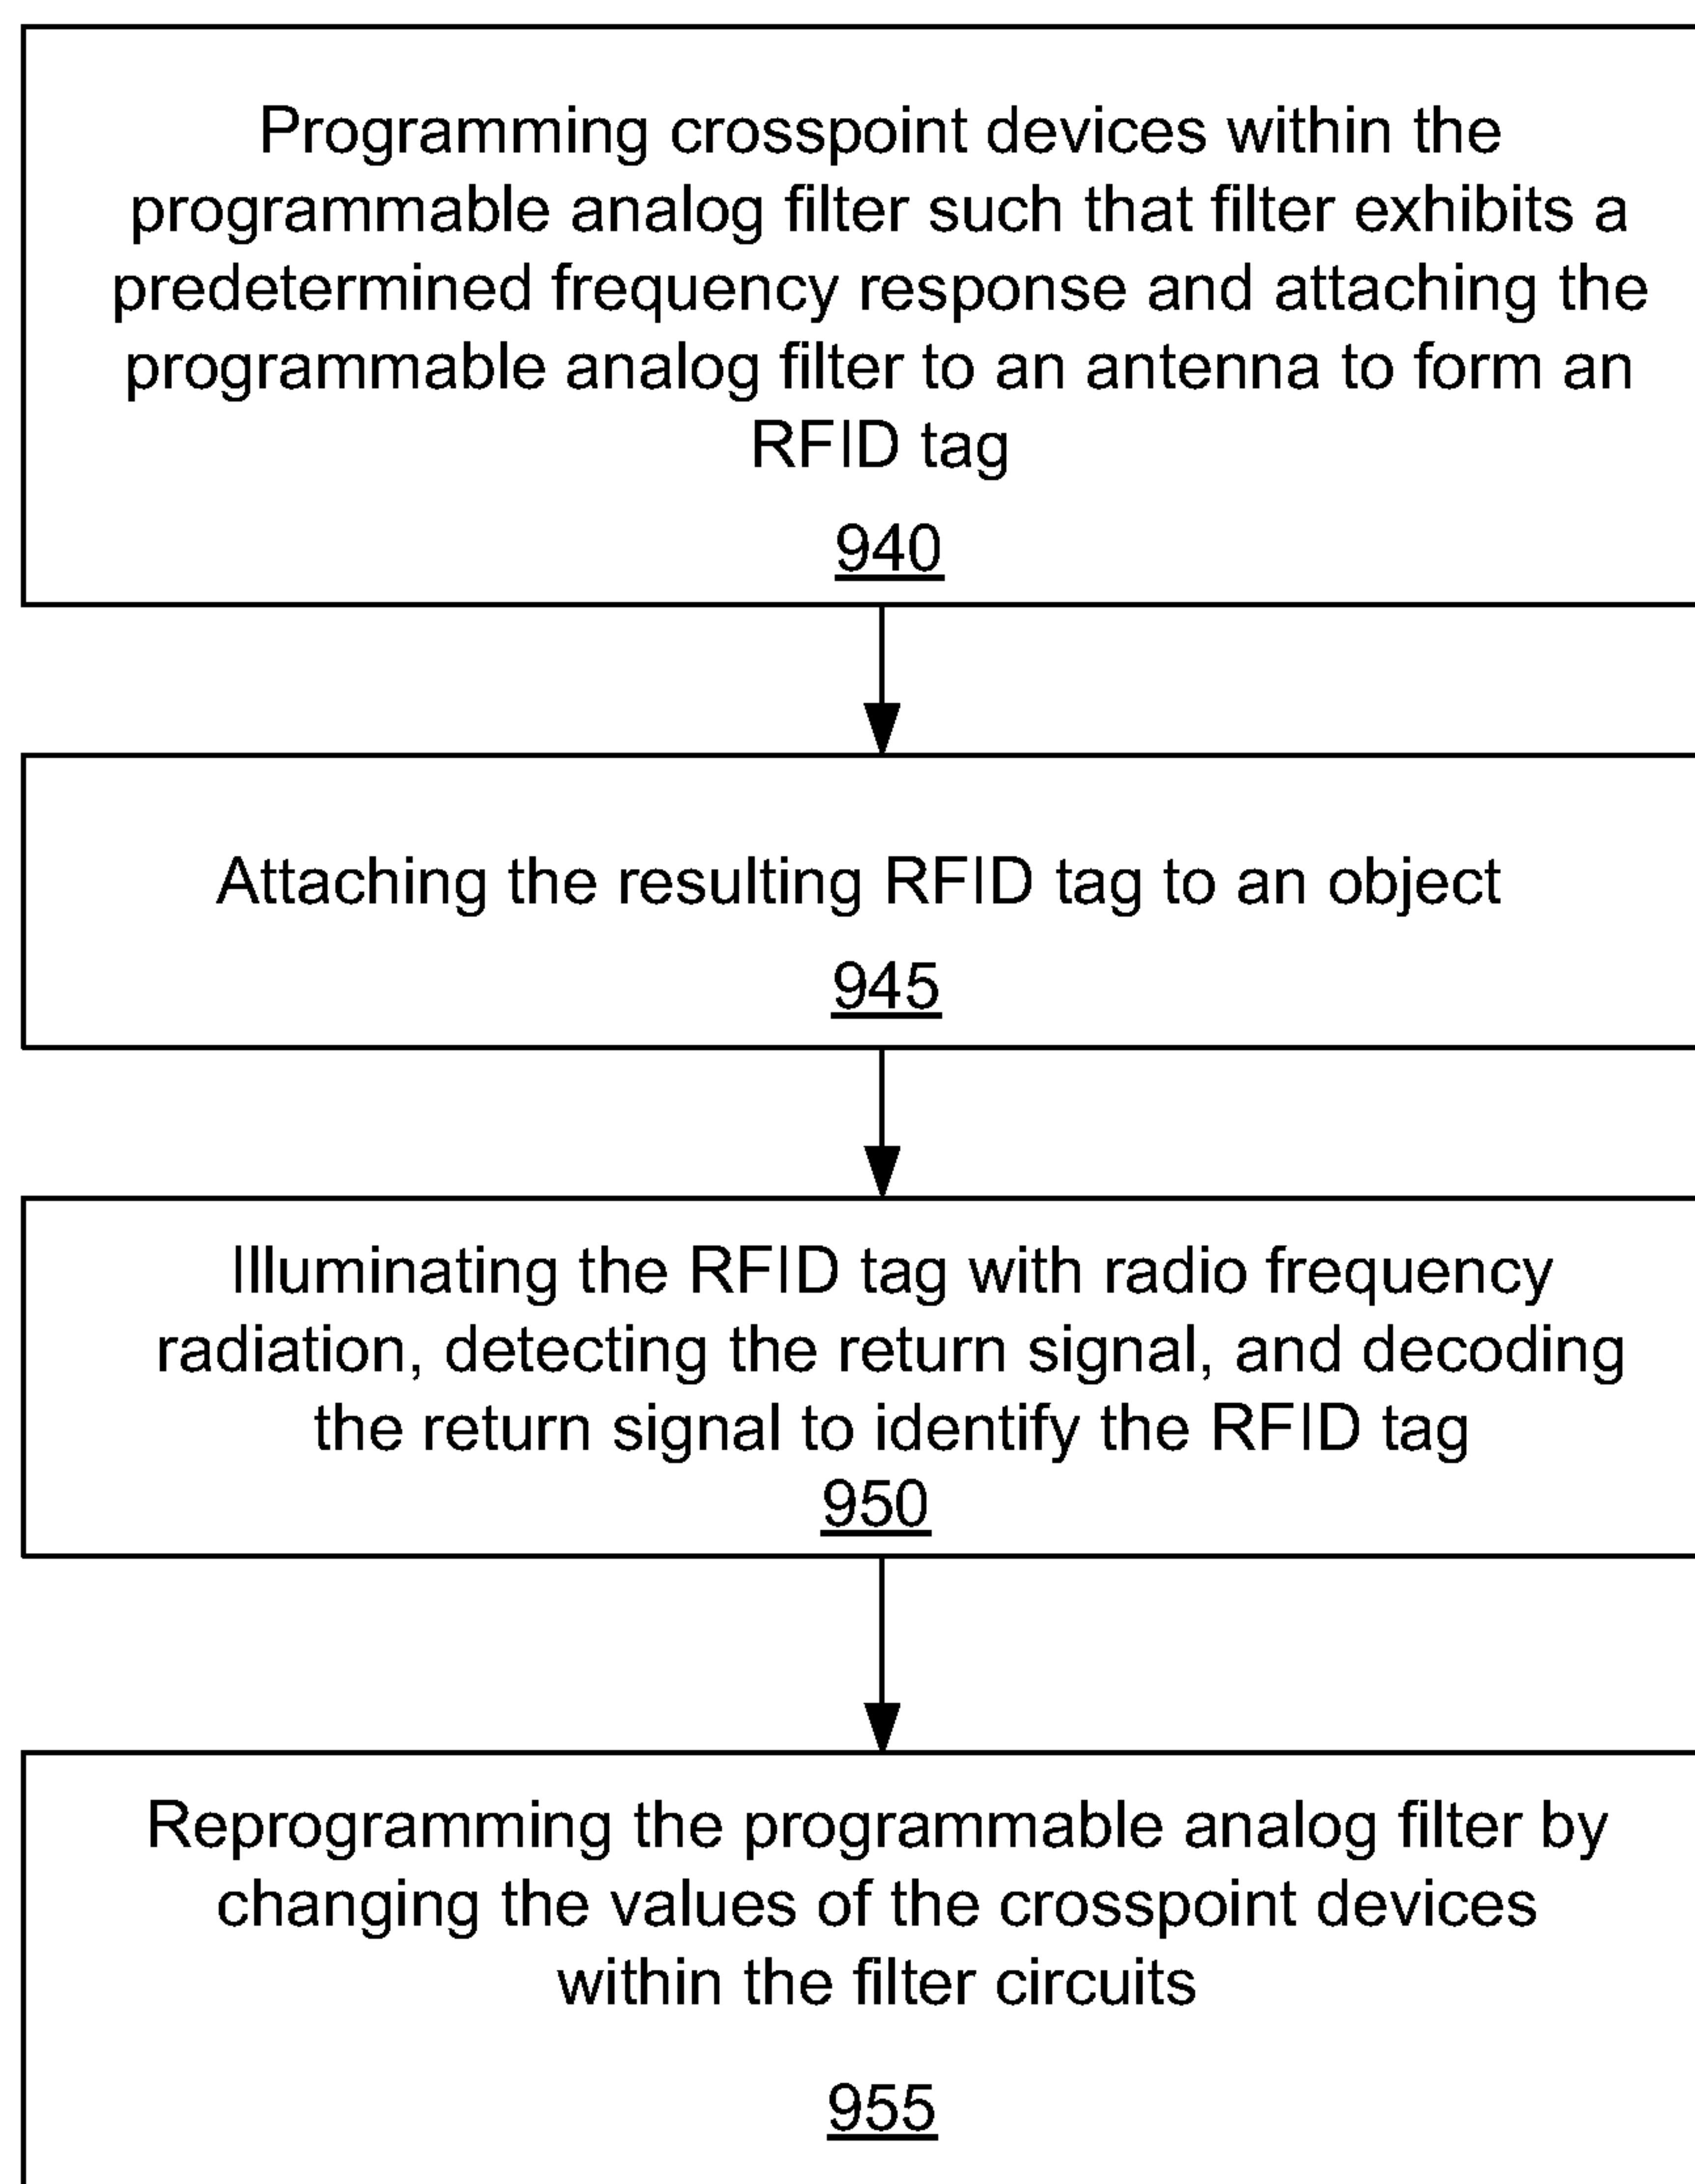 Programming crosspoint devices within the
programmable analog filter such that filter exhibits a
predetermined frequency response and attaching the
programmable analog filter to an antenna to form an
RFID tag
940
Attaching the resulting RFID tag to an object
945
Illuminating the RFID tag with radio frequency
radiation, detecting the return signal, and decoding
the return signal to identify the RFID tag
950
Reprogramming the programmable analog filter by
changing the values of the crosspoint devices
within the filter circuits
955